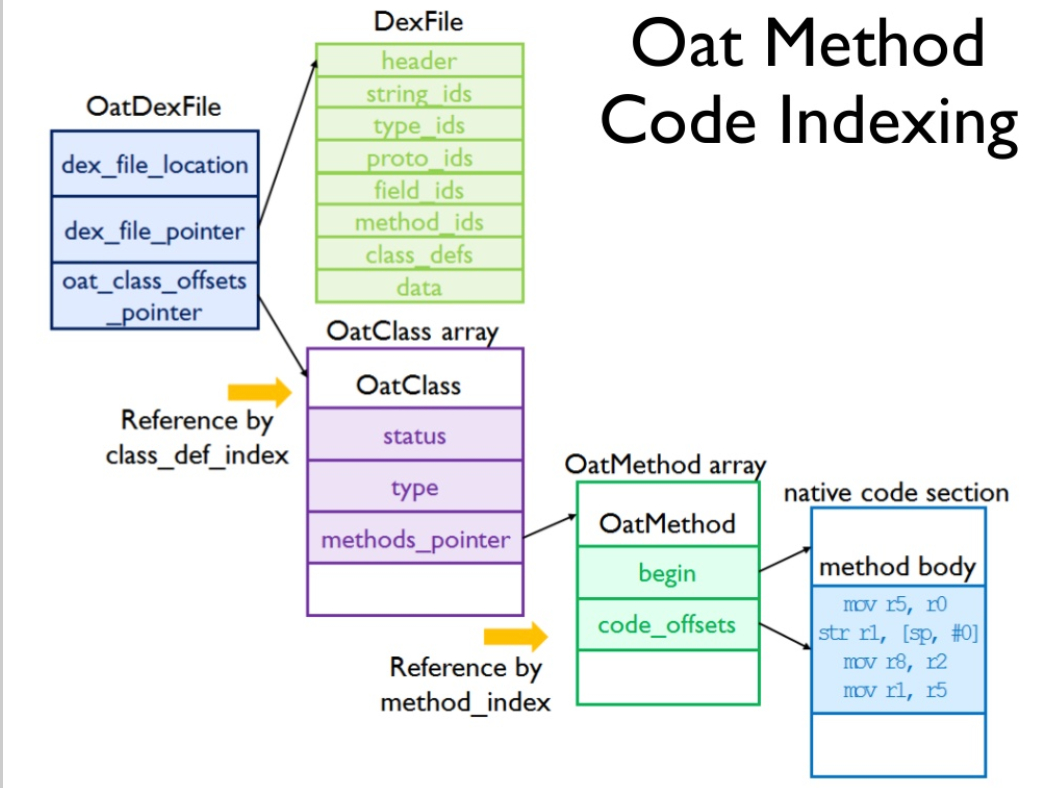 Oat Method
Code Indexing
DexFile
header
string_ids
type_ids
proto_ids
field_ids
method_ids
class_defs
data
OatDexFile
dex_file_location
dex_file_pointer
oat_class_offsets
_pointer
OatClass array
OatClass
status
type
methods_pointer
Reference by
class_def_index
OatMethod array
OatMethod
begin
code_offsets
Reference by
method_index
native code section
method body
mov r5, r0
str r1, [sp, #0]
mov r8, r2
mov r1, r5